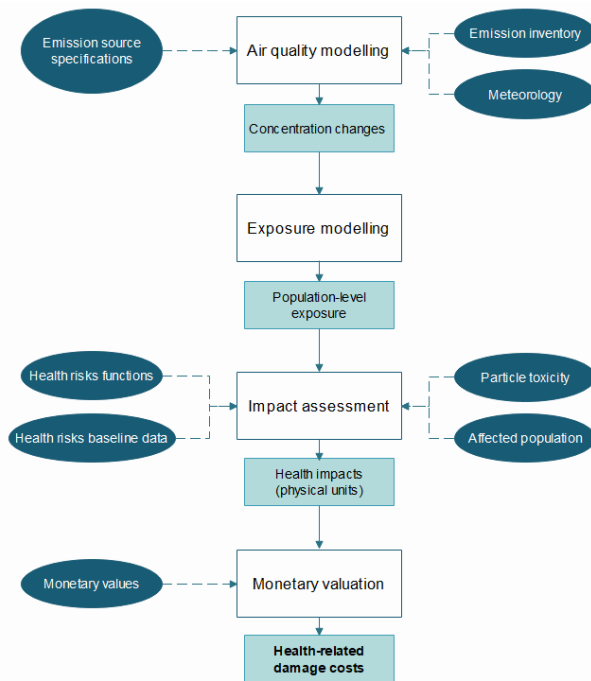 Emission source
specifications
Air quality modelling
Emission inventory
Meteorology
Concentration changes
Exposure modelling
Population-level
exposure
Health risks functions
Health risks baseline data
Impact assessment
Particle toxicity
Affected population
Health impacts
(physical units)
Monetary values
Monetary valuation
Health-related
damage costs